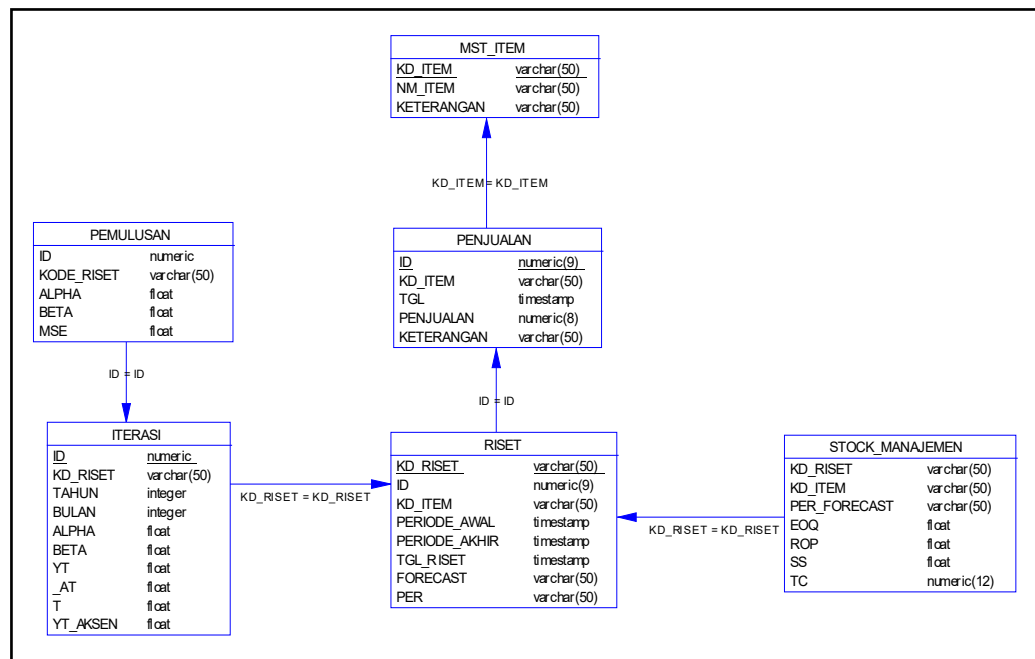 MST_ITEM
KD_ITEM varchar(50)
NM_ITEM varchar(50)
KETERANGAN varchar(50)
KD_ITEM = KD_ITEM
PEMULUSAN
ID numeric
KODE_RISET varchar(50)
ALPHA float
BETA float
MSE float
PENJUALAN
ID numeric(9)
KD_ITEM varchar(50)
TGL timestamp
PENJUALAN numeric(8)
KETERANGAN varchar(50)
ID = ID
ID = ID
ITERASI
ID numeric
KD_RISET varchar(50)
TAHUN integer
BULAN integer
ALPHA float
BETA float
YT float
_AT float
T float
YT_AKSEN float
KD_RISET = KD_RISET
RISET
KD_RISET varchar(50)
ID numeric(9)
KD_ITEM varchar(50)
PERIODE_AWAL timestamp
PERIODE_AKHIR timestamp
TGL_RISET timestamp
FORECAST varchar(50)
PER varchar(50)
KD_RISET = KD_RISET
STOCK_MANAJEMEN
KD_RISET varchar(50)
KD_ITEM varchar(50)
PER_FORECAST varchar(50)
EOQ float
ROP float
SS float
TC numeric(12)